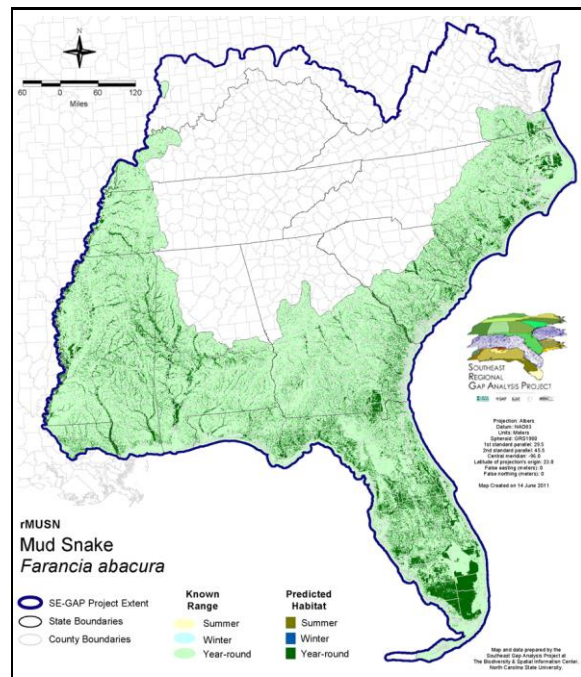 N
60 0 60 120
Miles
SOUTHEAST
REGIONAL
GAP ANALYSIS PROJECT
Projection: Albers
Datum: NAD83
Units: Meters
Spheroid: GRS1980
1st standard parallel: 29.5
2nd standard parallel: 45.5
Central meridian: -96.0
Latitude of projection's origin: 23.0
False easting (meters): 0
False northing (meters): 0
Map Created on 14 June 2011
rMUSN
Mud Snake
Farancia abacura
SE-GAP Project Extent
State Boundaries
County Boundaries
Known
Range
Summer
Winter
Year-round
Predicted
Habitat
Summer
Winter
Year-round
Map and data prepared by the
Southeast Gap Analysis Project at
The Biodiversity & Spatial Information Center,
North Carolina State University.